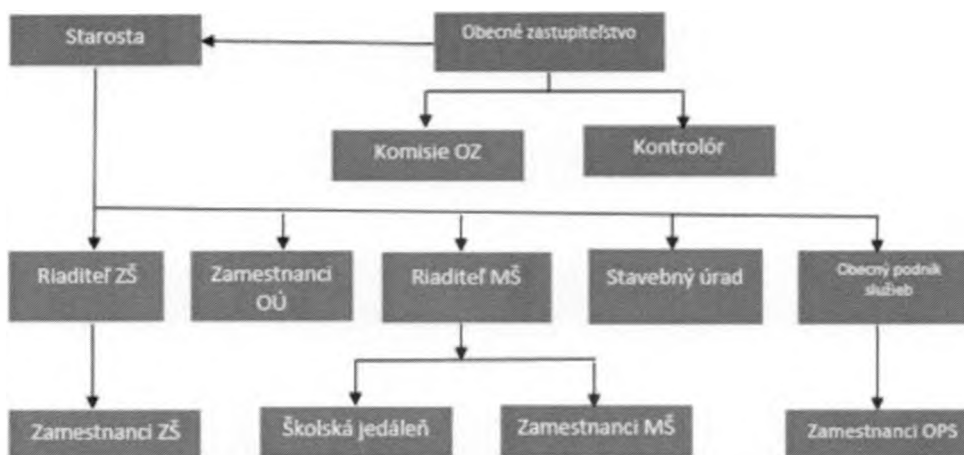 Starosta
Obecné zastupiteľstvo
Komisie OZ
Kontrolór
Riaditeľ ZŠ
Zamestnanci
OÚ
Riaditeľ MŠ
Stavebný úrad
Obecný podnik
služieb
Zamestnanci ZŠ
Školská jedáleň
Zamestnanci MŠ
Zamestnanci OPS